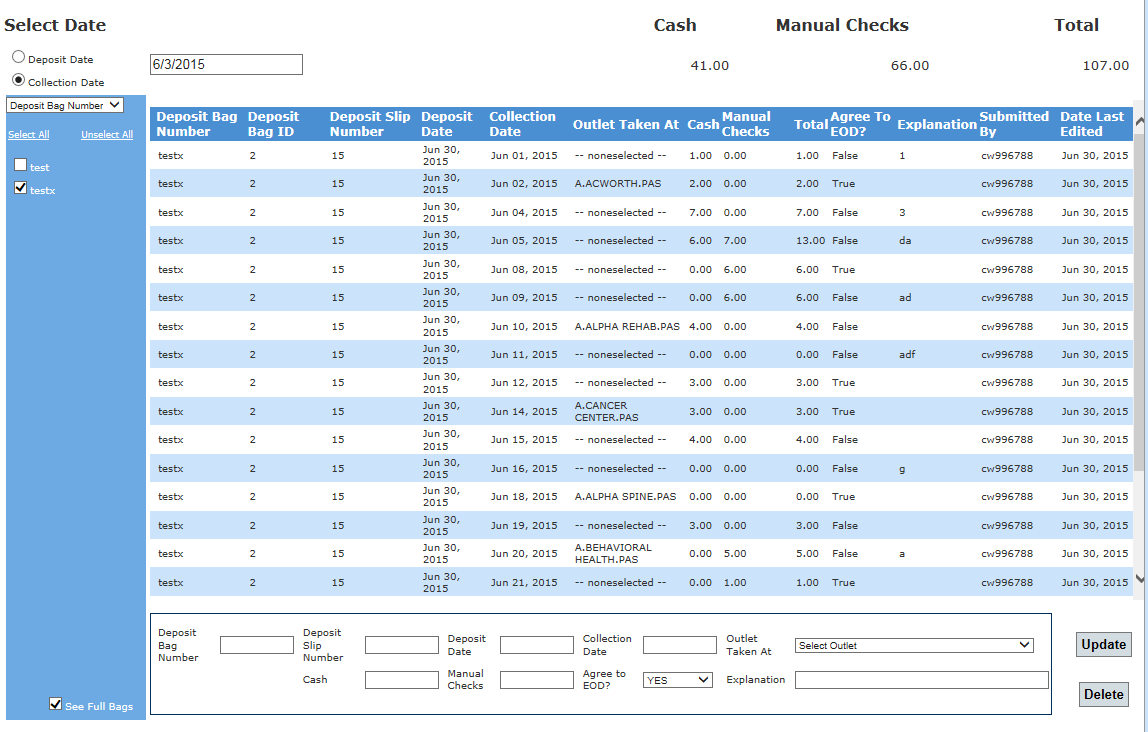 Select Date Cash Manual Checks Total
Deposit Date
6/3/2015 41.00 66.00 107.00
Collection Date
Deposit Bag Number
Select All Unselect All
test
testx
Deposit Bag Number Deposit Bag ID Deposit Slip Number Deposit Date Collection Date Outlet Taken At Cash Manual Checks Total Agree To EOD? Explanation Submitted By Date Last Edited
testx 2 15 Jun 30, 2015 Jun 01, 2015 -- noneselected -- 1.00 0.00 1.00 False 1 cw996788 Jun 30, 2015
testx 2 15 Jun 30, 2015 Jun 02, 2015 A.ACWORTH.PAS 2.00 0.00 2.00 True cw996788 Jun 30, 2015
testx 2 15 Jun 30, 2015 Jun 04, 2015 -- noneselected -- 7.00 0.00 7.00 False 3 cw996788 Jun 30, 2015
testx 2 15 Jun 30, 2015 Jun 05, 2015 -- noneselected -- 6.00 7.00 13.00 False da cw996788 Jun 30, 2015
testx 2 15 Jun 30, 2015 Jun 08, 2015 -- noneselected -- 0.00 6.00 6.00 True cw996788 Jun 30, 2015
testx 2 15 Jun 30, 2015 Jun 09, 2015 -- noneselected -- 0.00 6.00 6.00 False ad cw996788 Jun 30, 2015
testx 2 15 Jun 30, 2015 Jun 10, 2015 A.ALPHA REHAB.PAS 4.00 0.00 4.00 False cw996788 Jun 30, 2015
testx 2 15 Jun 30, 2015 Jun 11, 2015 -- noneselected -- 0.00 0.00 0.00 False adf cw996788 Jun 30, 2015
testx 2 15 Jun 30, 2015 Jun 12, 2015 -- noneselected -- 3.00 0.00 3.00 True cw996788 Jun 30, 2015
testx 2 15 Jun 30, 2015 Jun 14, 2015 A.CANCER CENTER.PAS 3.00 0.00 3.00 True cw996788 Jun 30, 2015
testx 2 15 Jun 30, 2015 Jun 15, 2015 -- noneselected -- 4.00 0.00 4.00 False cw996788 Jun 30, 2015
testx 2 15 Jun 30, 2015 Jun 16, 2015 -- noneselected -- 0.00 0.00 0.00 False g cw996788 Jun 30, 2015
testx 2 15 Jun 30, 2015 Jun 18, 2015 A.ALPHA SPINE.PAS 0.00 0.00 0.00 True cw996788 Jun 30, 2015
testx 2 15 Jun 30, 2015 Jun 19, 2015 -- noneselected -- 3.00 0.00 3.00 False cw996788 Jun 30, 2015
testx 2 15 Jun 30, 2015 Jun 20, 2015 A.BEHAVIORAL HEALTH.PAS 0.00 5.00 5.00 False a cw996788 Jun 30, 2015
testx 2 15 Jun 30, 2015 Jun 21, 2015 -- noneselected -- 0.00 1.00 1.00 True cw996788 Jun 30, 2015
Deposit Bag Number Deposit Slip Number Deposit Date Collection Date Outlet Taken At Select Outlet Update
Cash Manual Checks Agree to EOD? YES Explanation
Delete
See Full Bags